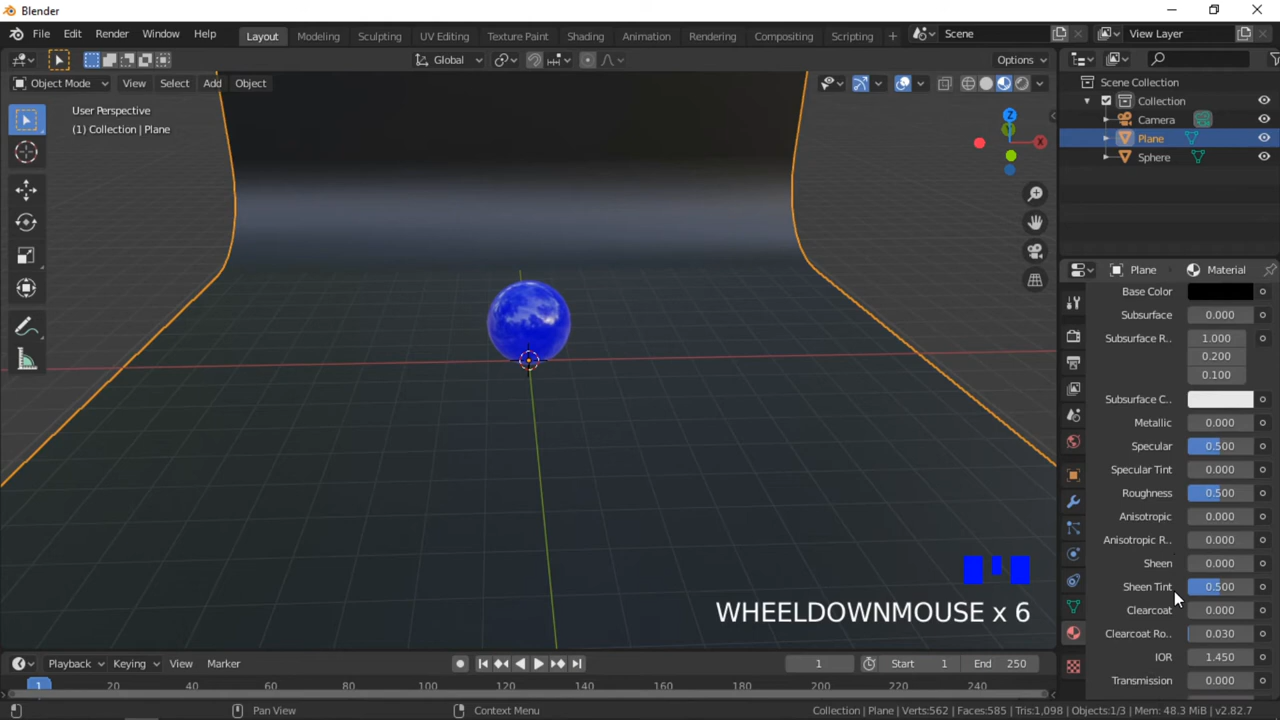 Blender
File Edit Render Window Help Layout Modeling Sculpting UV Editing Texture Paint Shading Animation Rendering Compositing Scripting + Scene View Layer
Global Options
Object Mode View Select Add Object
User Perspective
(1) Collection | Plane
Z
X
Scene Collection
Collection
Camera
Plane
Sphere
Plane Material
Base Color
Subsurface 0.000
Subsurface R.. 1.000
0.200
0.100
Subsurface C..
Metallic 0.000
Specular 0.500
Specular Tint 0.000
Roughness 0.500
Anisotropic 0.000
Anisotropic R.. 0.000
Sheen 0.000
Sheen Tint 0.500
Clearcoat 0.000
Clearcoat Ro.. 0.030
IOR 1.450
Transmission 0.000
WHEELDOWNMOUSE x 6
Playback Keying View Marker 1 Start 1 End 250
1 20 40 60 80 100 120 140 160 180 200 220 240
Pan View Context Menu Collection | Plane | Verts:562 | Faces:585 | Tris:1,098 | Objects:1/3 | Mem: 48.3 MiB | v2.82.7